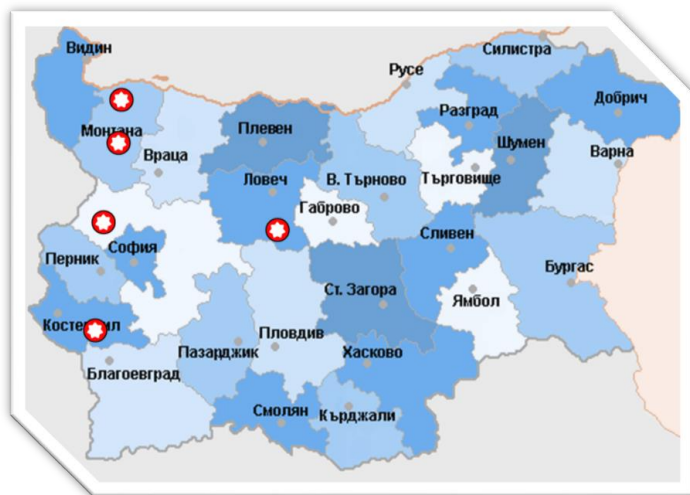 Видин
Силистра
Русе
Добрич
Разград
Монтана
Плевен
Шумен
Варна
Враца
Ловеч
В. Търново
Търговище
Габрово
София
Сливен
Перник
Бургас
Ст. Загора
Ямбол
Костенил
Пловдив
Пазарджик
Хасково
Благоевград
Смолян
Кърджали